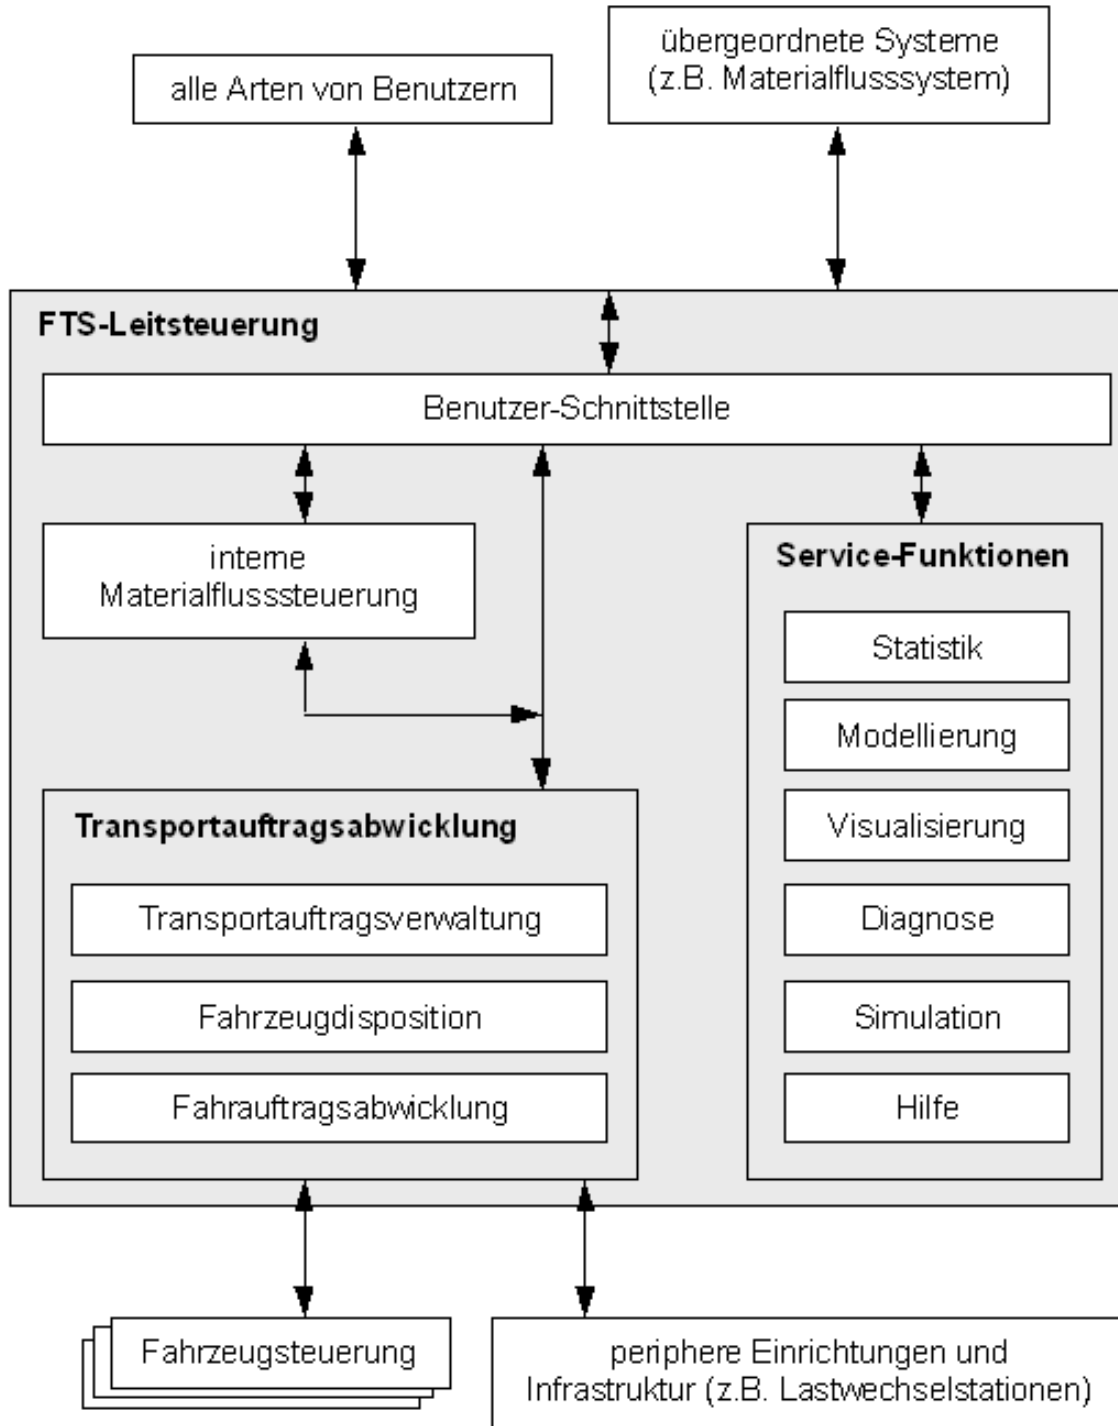 alle Arten von Benutzern
übergeordnete Systeme
(z.B. Materialflusssystem)
FTS-Leitsteuerung
Benutzer-Schnittstelle
interne
Materialflusssteuerung
Service-Funktionen
Statistik
Modellierung
Visualisierung
Diagnose
Simulation
Hilfe
Transportauftragsabwicklung
Transportauftragsverwaltung
Fahrzeugdisposition
Fahrauftragsabwicklung
Fahrzeugsteuerung
periphere Einrichtungen und
Infrastruktur (z.B. Lastwechselstationen)